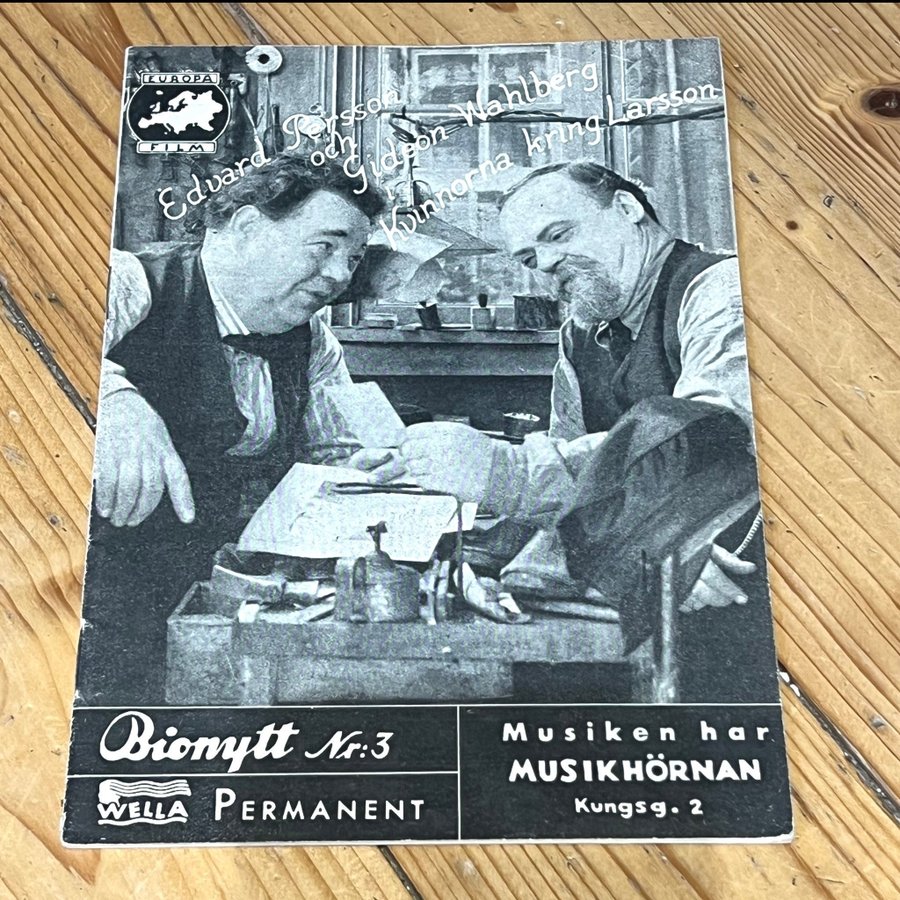 EUROPA
FILM
Edvard Persson
och
Gideon Wahlberg
Kvinnorna kring Larsson
Bionytt Nr:3
WELLA PERMANENT
Musiken har
MUSIKHÖRNAN
Kungsg. 2